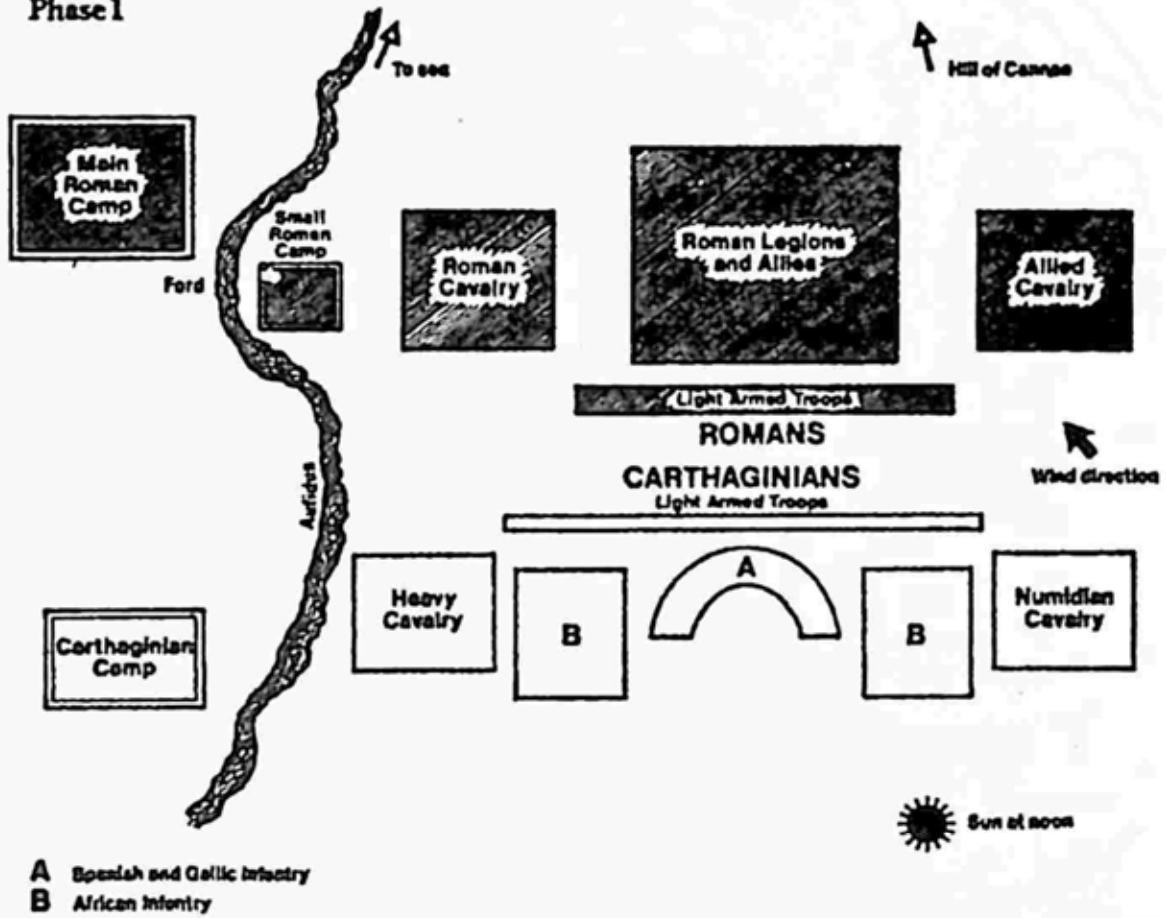 Phase 1
To sea
Hill of Cannae
Main
Roman
Camp
Small
Roman
Camp
Ford
Roman
Cavalry
Roman Legions
and Allies
Allied
Cavalry
Light Armed Troops
ROMANS
Wind direction
CARTHAGINIANS
Light Armed Troops
Aufidus
A
Heavy
Cavalry
B
B
Numidian
Cavalry
Carthaginian
Camp
Sun at noon
A Spanish and Gallic Infantry
B African Infantry